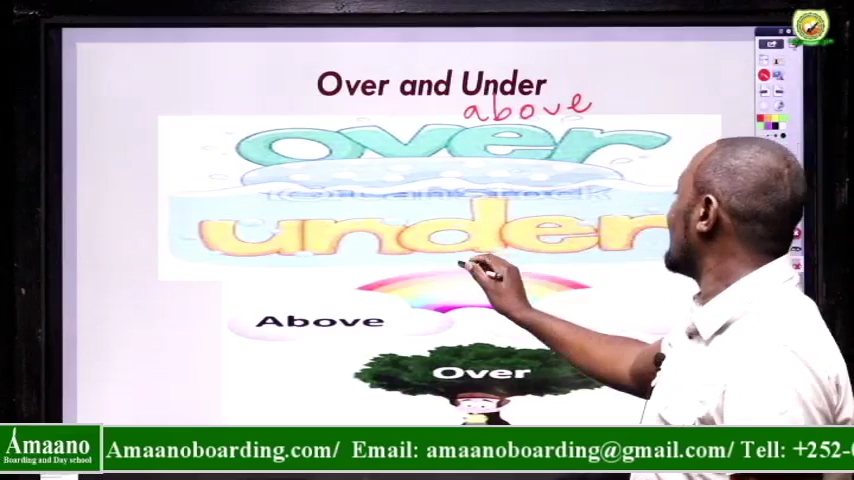 Over and Under
above
over
under
Above
Over
Amaano
Boarding and Day school
Amaanoboarding.com/ Email: amaanoboarding@gmail.com/ Tell: +252-